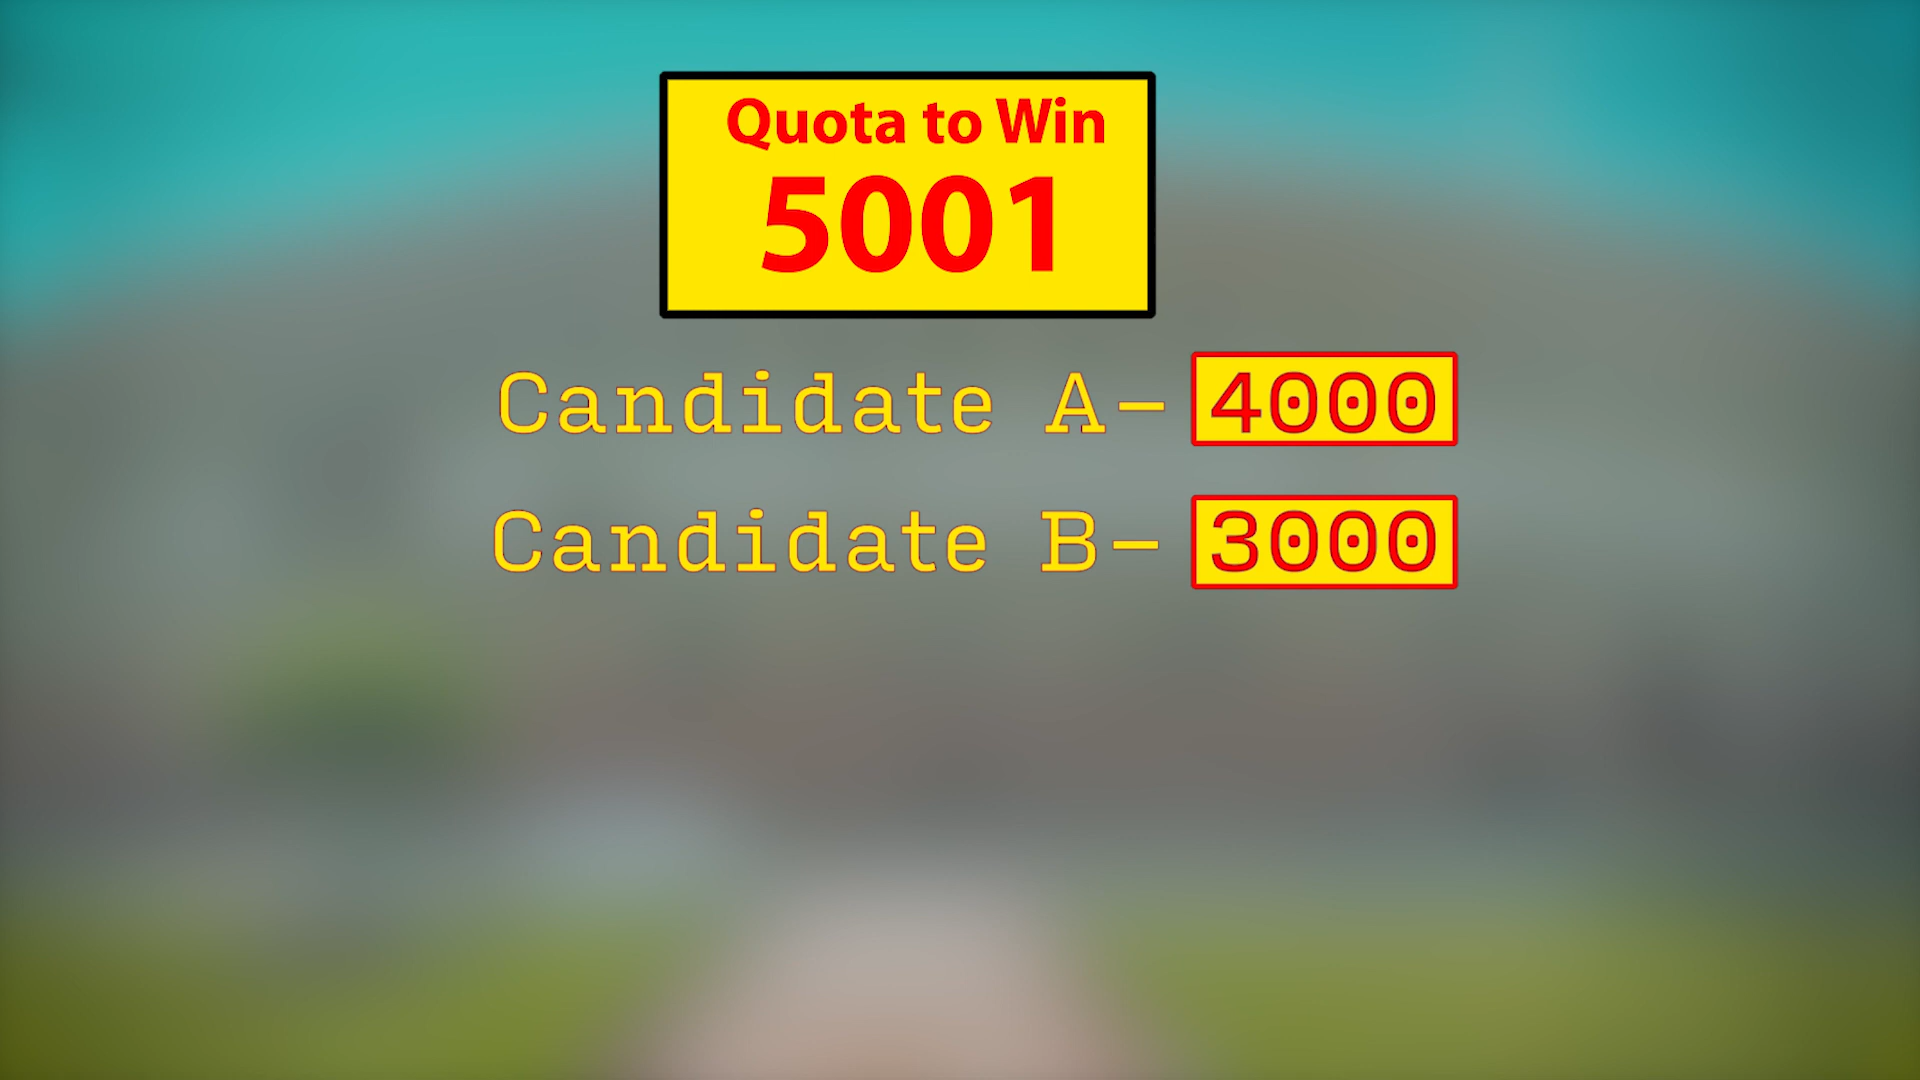 Quota to Win
5001
Candidate A- 4000
Candidate B- 3000